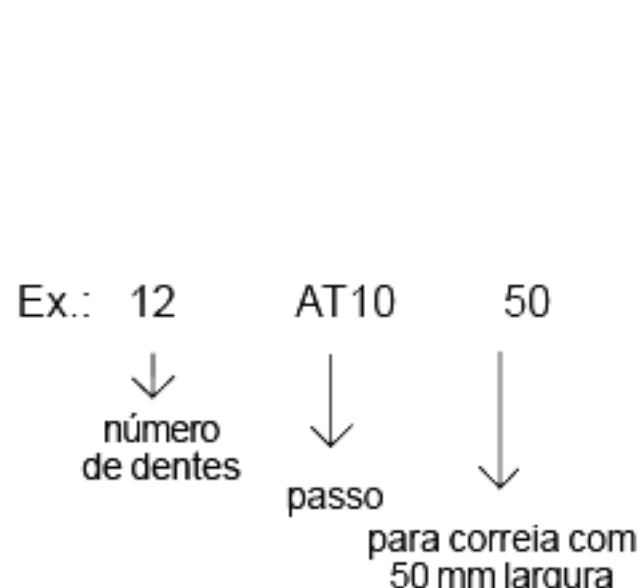 Ex.: 12 AT10 50
número
de dentes
passo
para correia com
50 mm largura